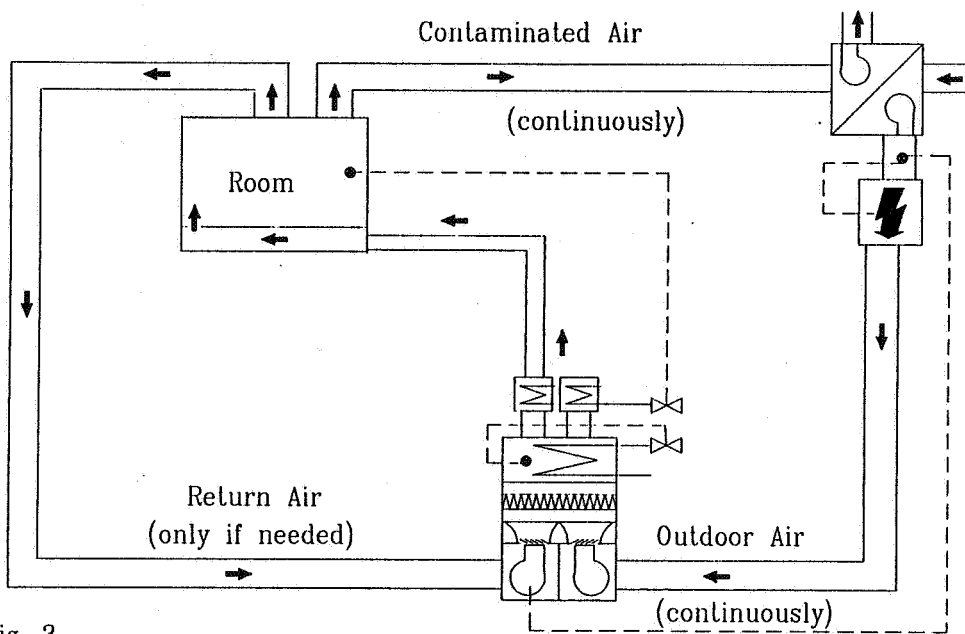 Contaminated Air
(continuously)
Room
Return Air
(only if needed)
Outdoor Air
(continuously)